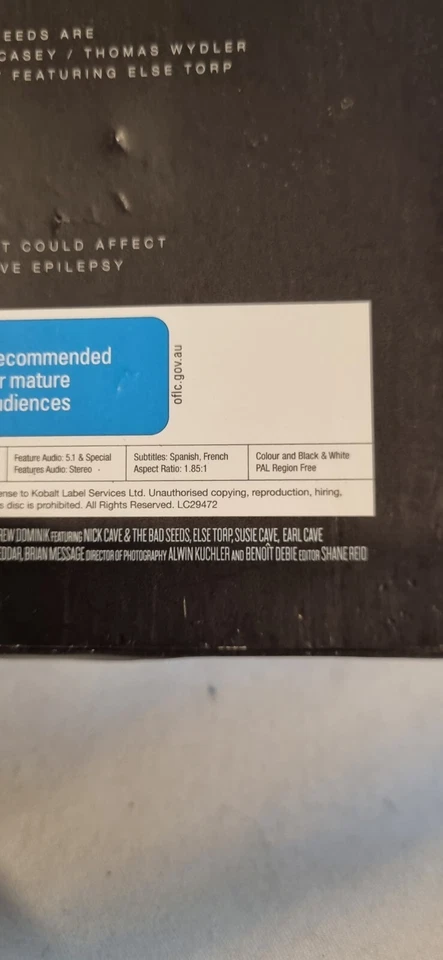 EEDS ARE
CASEY / THOMAS WYDLER
FEATURING ELSE TORP
T COULD AFFECT
VE EPILEPSY
ecommended
r mature
udiences
oflc.gov.au
Feature Audio: 5.1 & Special
Features Audio: Stereo
Subtitles: Spanish, French
Aspect Ratio: 1.85:1
Colour and Black & White
PAL Region Free
ense to Kobalt Label Services Ltd. Unauthorised copying, reproduction, hiring,
s disc is prohibited. All Rights Reserved. LC29472
REW DOMINIK FEATURING NICK CAVE & THE BAD SEEDS, ELSE TORP, SUSIE CAVE, EARL CAVE
EDDAR, BRIAN MESSAGE DIRECTOR OF PHOTOGRAPHY ALWIN KUCHLER AND BENOÎT DEBIE EDITOR SHANE REID